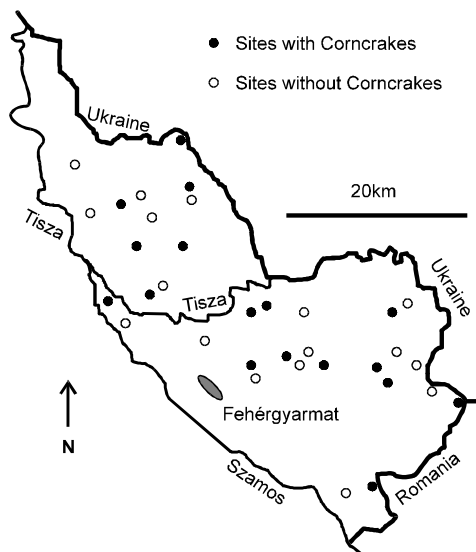 Sites with Corncrakes
Sites without Corncrakes
Ukraine
20km
Tisza
Tisza
Ukraine
N
Fehérgyarmat
Szamos
Romania